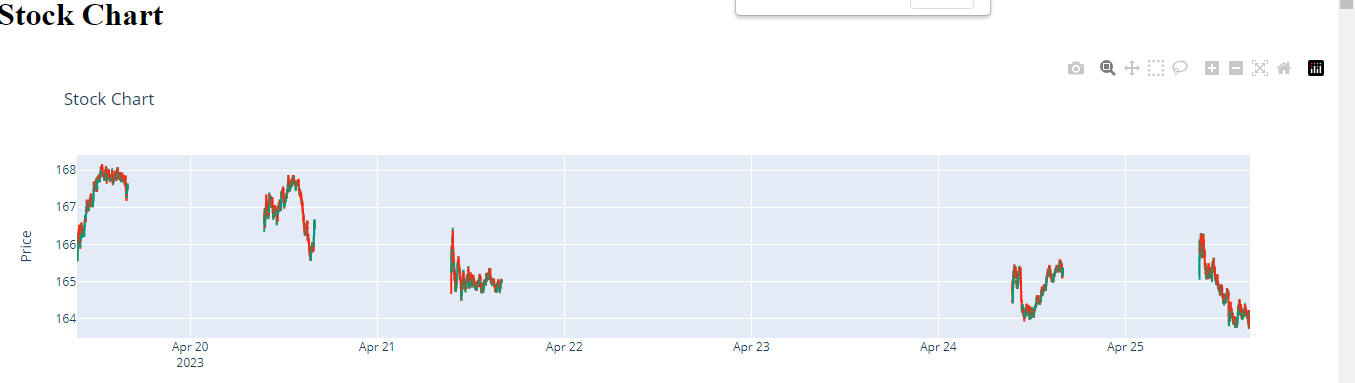 Stock Chart
Stock Chart
168
167
166
165
164
Price
Apr 20
2023
Apr 21
Apr 22
Apr 23
Apr 24
Apr 25